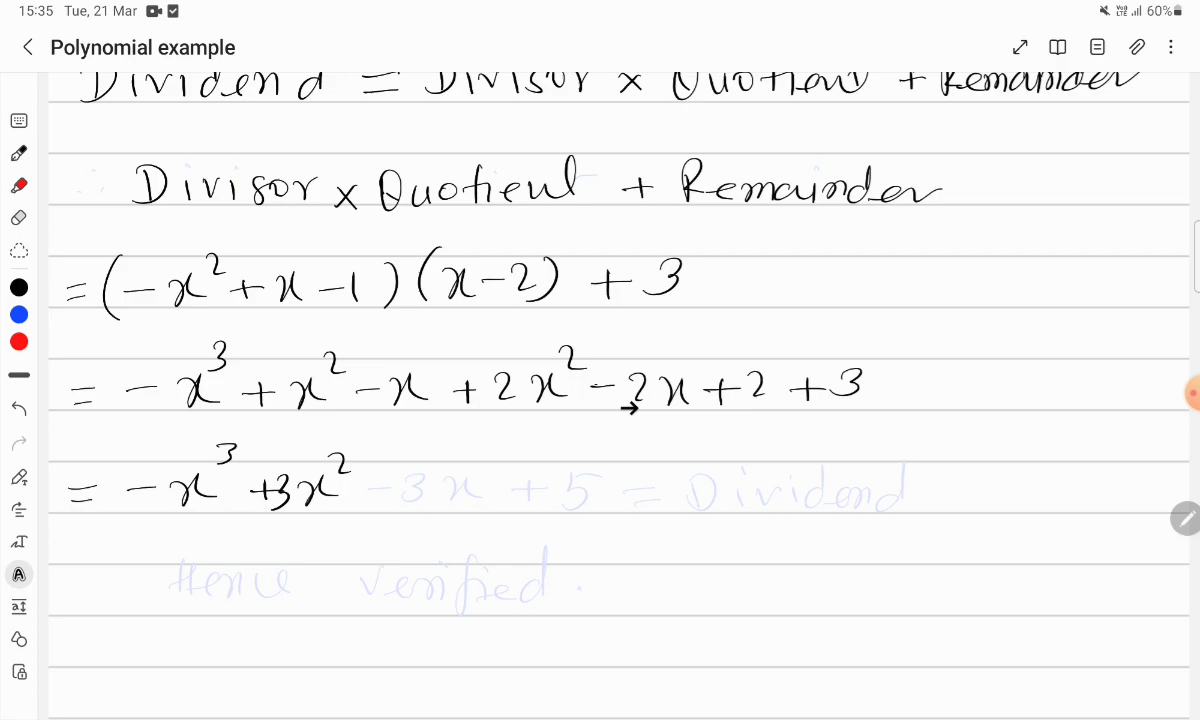 15:35 Tue, 21 Mar 60%
Polynomial example
Dividend = Divisor × Quotient + Remainder
Divisor × Quotient + Remainder
= (-x² + x - 1) (x - 2) + 3
= - x³ + x² - x + 2x² - 2x + 2 + 3
= - x³ + 3x² - 3x + 5 = Dividend
Hence verified.